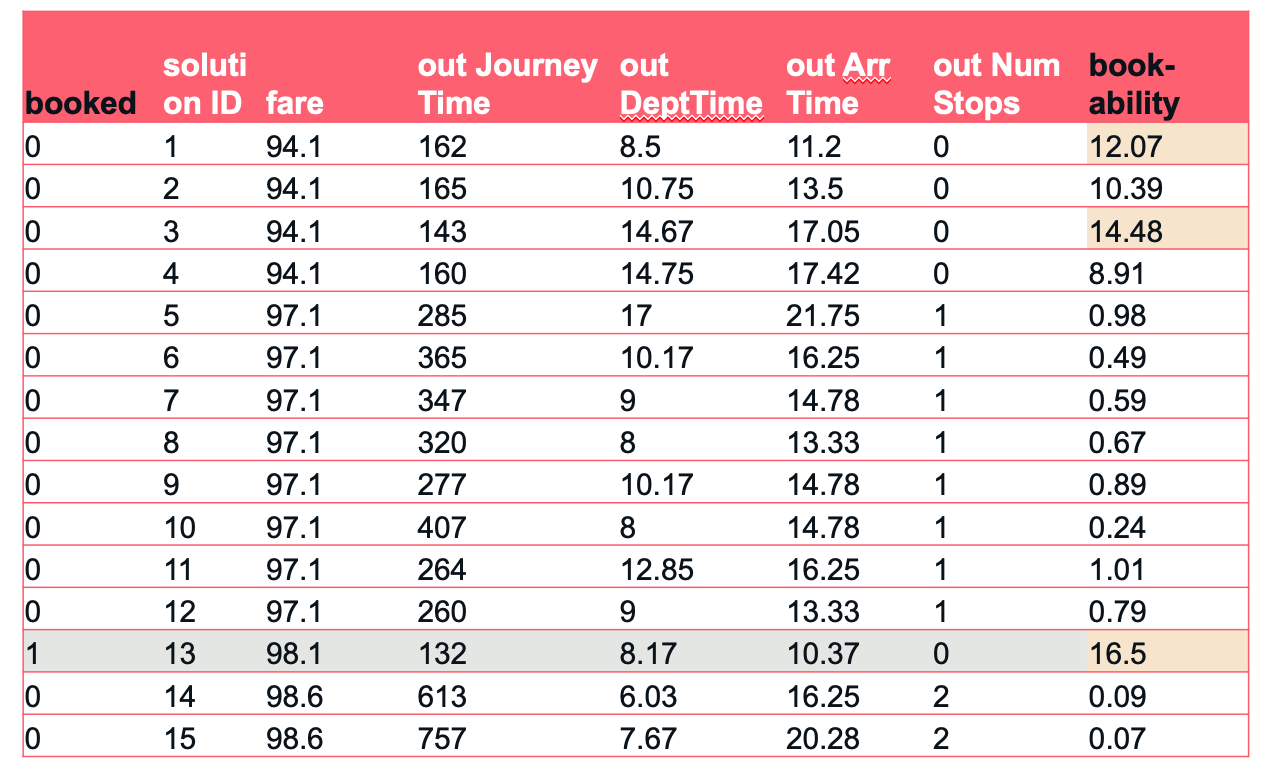 booked soluti on ID fare out Journey Time out DeptTime out Arr Time out Num Stops book- ability
0 1 94.1 162 8.5 11.2 0 12.07
0 2 94.1 165 10.75 13.5 0 10.39
0 3 94.1 143 14.67 17.05 0 14.48
0 4 94.1 160 14.75 17.42 0 8.91
0 5 97.1 285 17 21.75 1 0.98
0 6 97.1 365 10.17 16.25 1 0.49
0 7 97.1 347 9 14.78 1 0.59
0 8 97.1 320 8 13.33 1 0.67
0 9 97.1 277 10.17 14.78 1 0.89
0 10 97.1 407 8 14.78 1 0.24
0 11 97.1 264 12.85 16.25 1 1.01
0 12 97.1 260 9 13.33 1 0.79
1 13 98.1 132 8.17 10.37 0 16.5
0 14 98.6 613 6.03 16.25 2 0.09
0 15 98.6 757 7.67 20.28 2 0.07